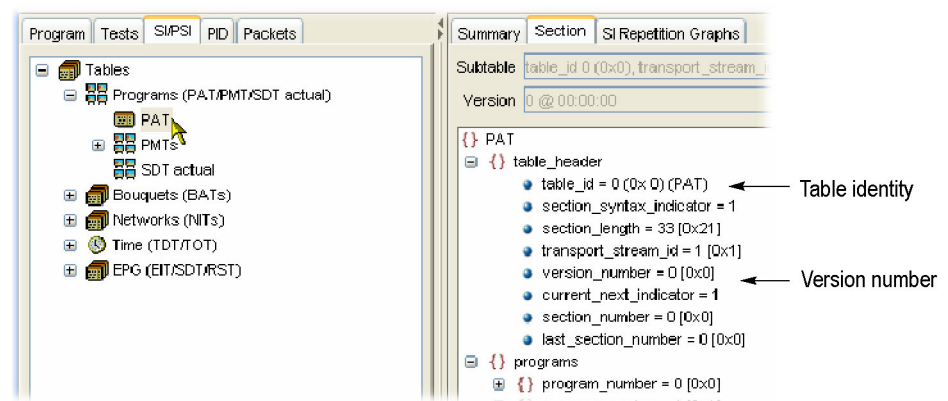 Program Tests SI/PSI PID Packets
Tables
Programs (PAT/PMT/SDT actual)
PAT
PMTs
SDT actual
Bouquets (BATs)
Networks (NITs)
Time (TDT/TOT)
EPG (EIT/SDT/RST)
Summary Section SI Repetition Graphs
Subtable table_id 0 (0x0), transport_stream_
Version 0 @ 00:00:00
{} PAT
{} table_header
table_id = 0 (0x 0) (PAT)
Table identity
section_syntax_indicator = 1
section_length = 33 [0x21]
transport_stream_id = 1 [0x1]
version_number = 0 [0x0]
Version number
current_next_indicator = 1
section_number = 0 [0x0]
last_section_number = 0 [0x0]
{} programs
{} program_number = 0 [0x0]